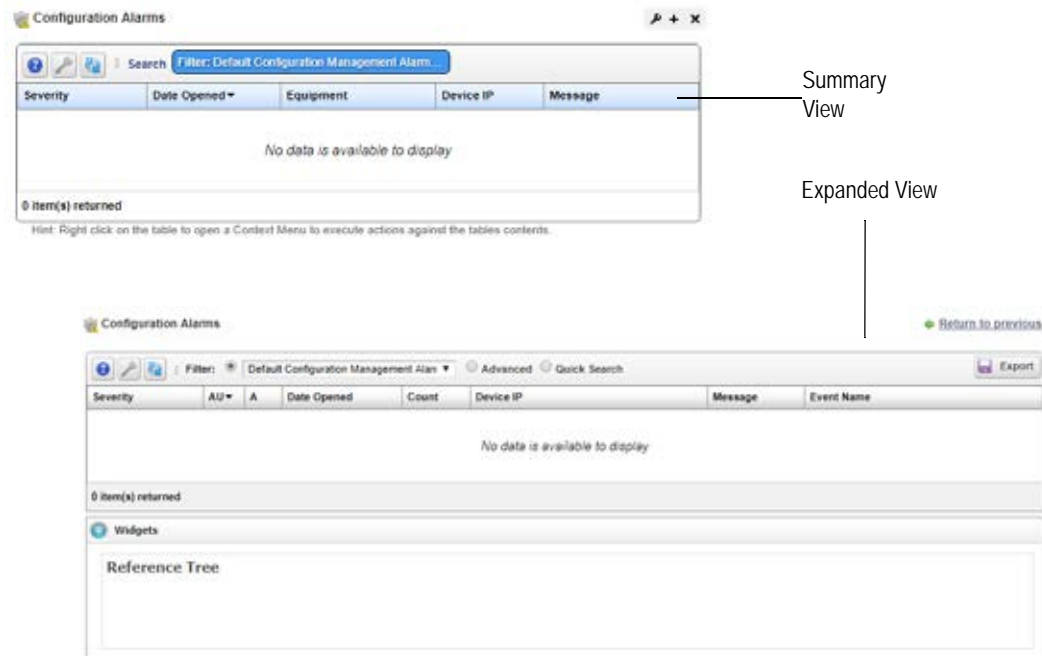 Configuration Alarms
Search Filter: Default Configuration Management Alarm...
Severity Date Opened Equipment Device IP Message
No data is available to display
0 item(s) returned
Hint: Right click on the table to open a Context Menu to execute actions against the tables contents.
Summary
View
Expanded View
Configuration Alarms
Return to previous
Filter: Default Configuration Management Alan Advanced Quick Search Export
Severity AU A Date Opened Count Device IP Message Event Name
No data is available to display
0 item(s) returned
Widgets
Reference Tree